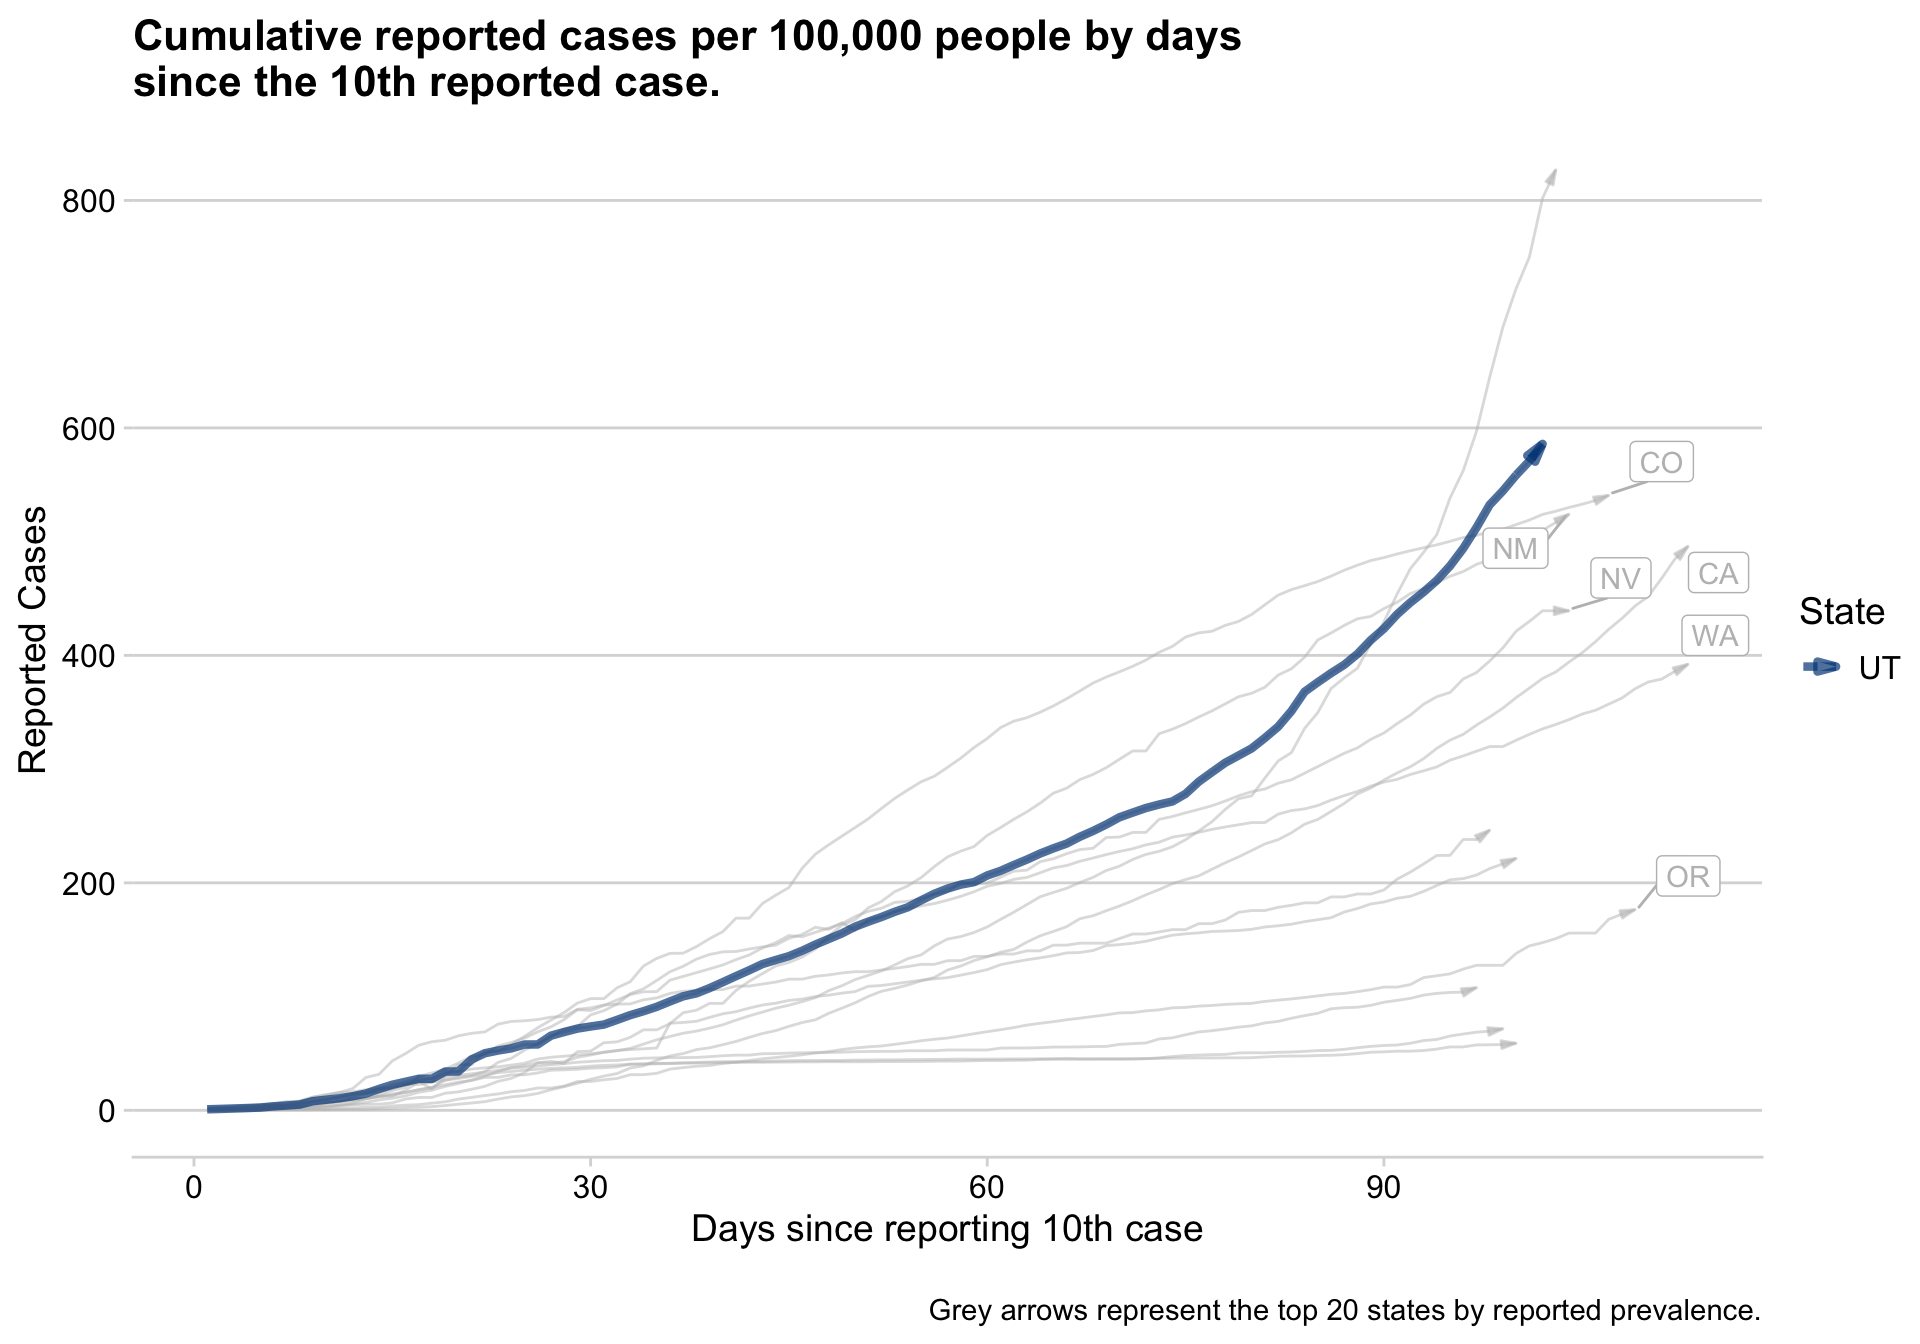 Cumulative reported cases per 100,000 people by days
since the 10th reported case.
800
600
400
200
0
Reported Cases
CO
NM
NV
CA
WA
OR
State
UT
0
30
60
90
Days since reporting 10th case
Grey arrows represent the top 20 states by reported prevalence.